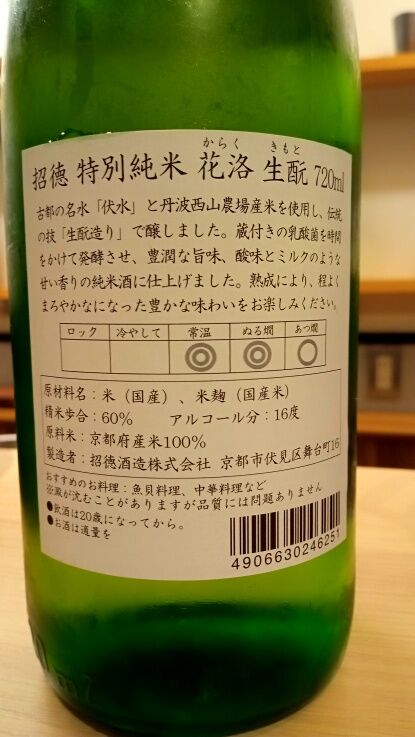 からく きもと
招德 特別純米 花洛 生酛 720ml
古都の名水「伏水」と丹波西山農場産米を使用し、伝統
の技「生酛造り」で醸しました。蔵付きの乳酸菌を時間
をかけて発酵させ、豊潤な旨味、酸味とミルクのような
甘い香りの純米酒に仕上げました。熟成により、程よく
まろやかになった豊かな味わいをお楽しみください。
ロック 冷やして 常温 ぬる燗 あつ燗
◎ ◎ ○
原材料名：米（国産）、米麹（国産米）
精米歩合：60% アルコール分：16度
原料米：京都府産米100%
製造者：招德酒造株式会社 京都市伏見区舞台町16
おすすめのお料理：魚貝料理、中華料理など
※澱が沈むことがありますが品質には問題ありません
●飲酒は20歳になってから。
●お酒は適量を
4906630246251